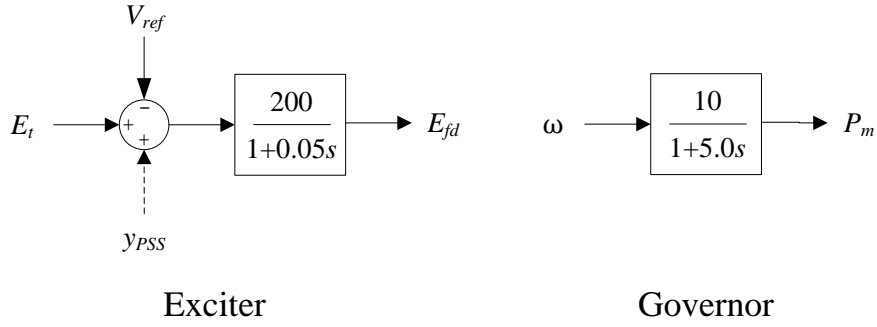 V_ref
−
E_t
+
+
200
1+0.05s
E_fd
ω
10
1+5.0s
P_m
y_PSS
Exciter
Governor